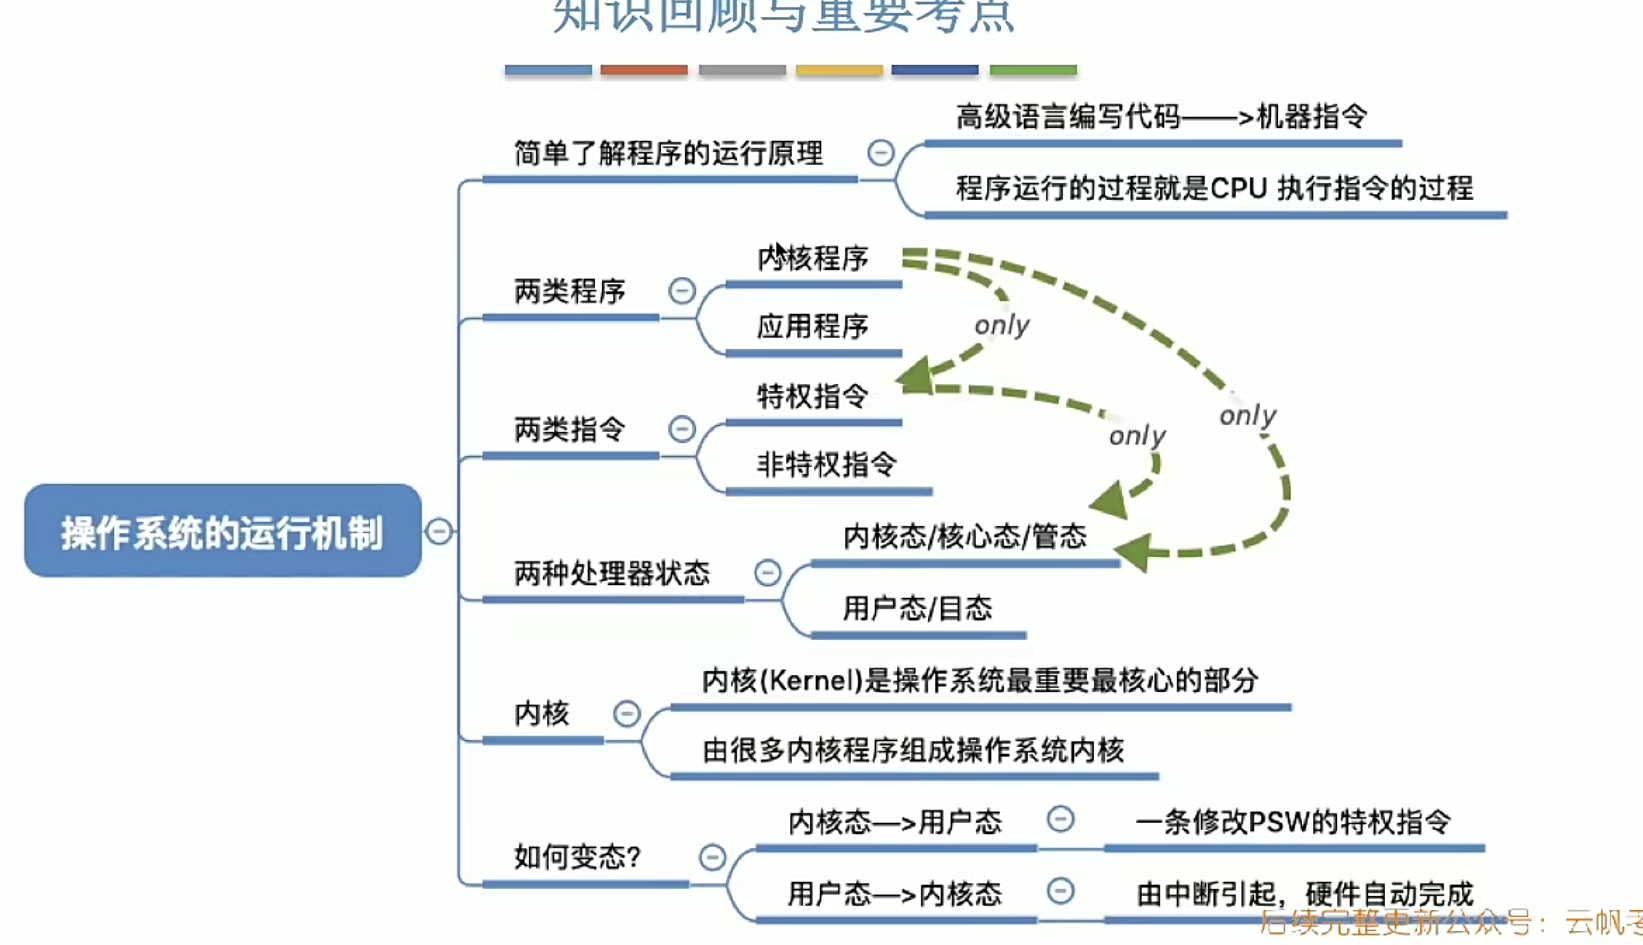 知识回顾与重要考点
高级语言编写代码——>机器指令
简单了解程序的运行原理
程序运行的过程就是CPU 执行指令的过程
内核程序
两类程序
应用程序
only
特权指令
两类指令
only
only
非特权指令
操作系统的运行机制
内核态/核心态/管态
两种处理器状态
用户态/目态
内核(Kernel)是操作系统最重要最核心的部分
内核
由很多内核程序组成操作系统内核
内核态—>用户态
一条修改PSW的特权指令
如何变态?
用户态—>内核态
由中断引起，硬件自动完成
后续完整更新公众号：云帆